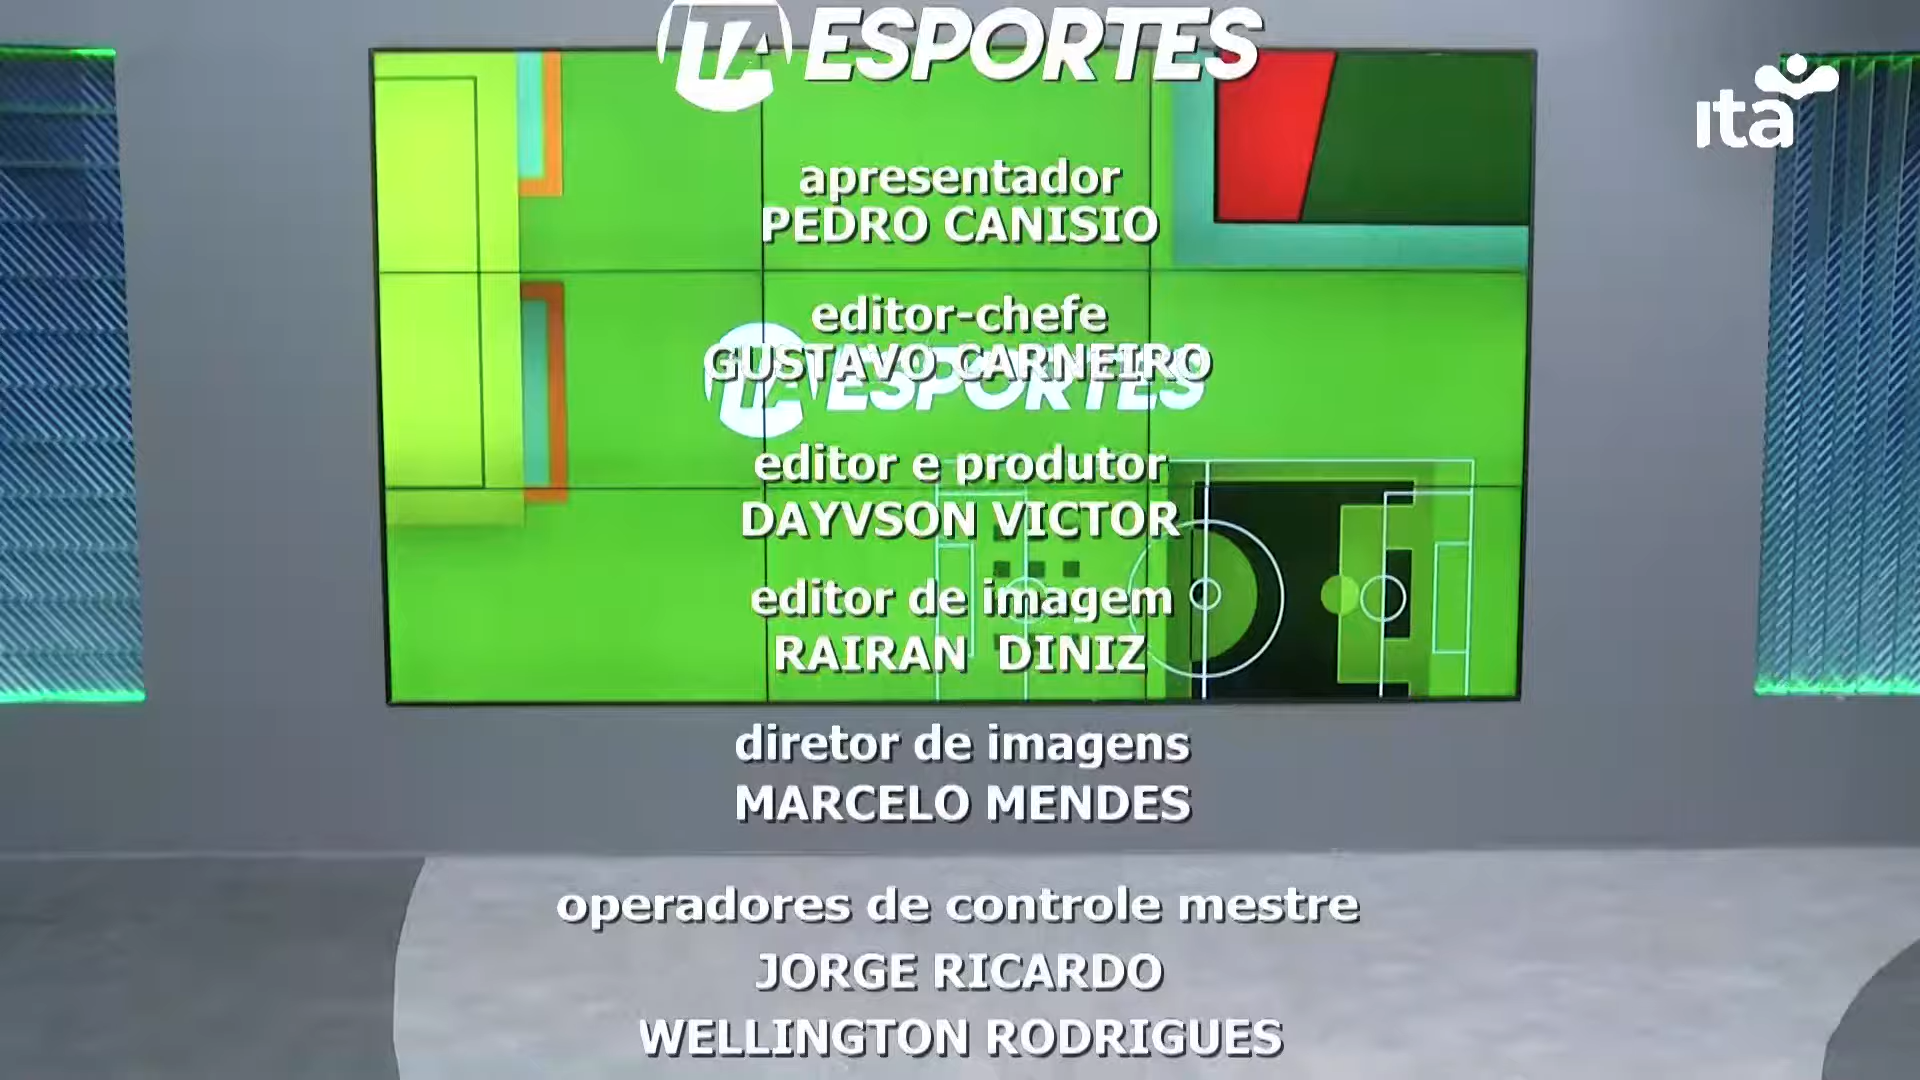 ITA ESPORTES
ita
apresentador
PEDRO CANISIO
editor-chefe
GUSTAVO CARNEIRO
ITA ESPORTES
editor e produtor
DAYVSON VICTOR
editor de imagem
RAIRAN DINIZ
diretor de imagens
MARCELO MENDES
operadores de controle mestre
JORGE RICARDO
WELLINGTON RODRIGUES